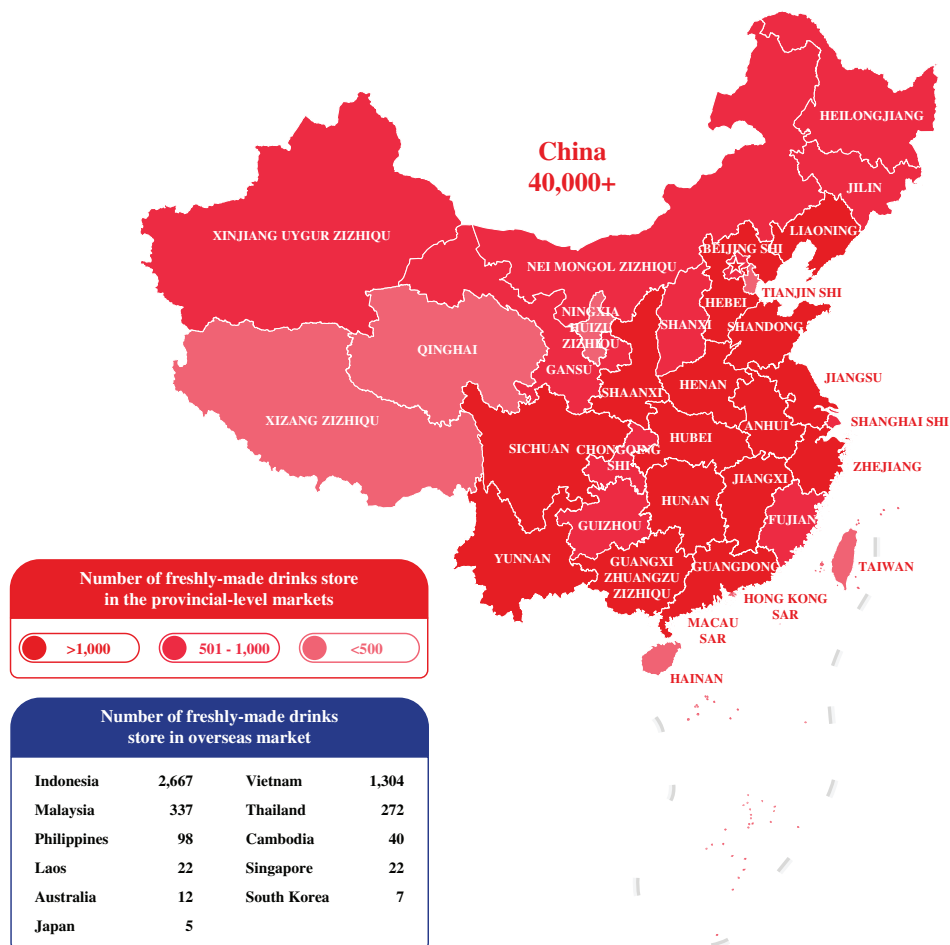 China
40,000+
HEILONGJIANG
JILIN
LIAONING
XINJIANG UYGUR ZIZHIQU
NEI MONGOL ZIZHIQU
BEIJING SHI
TIANJIN SHI
HEBEI
NINGXIA
HUIZU
ZIZHIQU
SHANXI
SHANDONG
QINGHAI
GANSU
SHAANXI
HENAN
JIANGSU
XIZANG ZIZHIQU
SICHUAN
CHONGQING
SHI
HUBEI
ANHUI
SHANGHAI SHI
ZHEJIANG
HUNAN
JIANGXI
GUIZHOU
FUJIAN
YUNNAN
GUANGXI
ZHUANGZU
ZIZHIQU
GUANGDONG
TAIWAN
HONG KONG
SAR
MACAU
SAR
HAINAN
Number of freshly-made drinks store
in the provincial-level markets
>1,000
501 - 1,000
<500
Number of freshly-made drinks
store in overseas market
Indonesia 2,667 Vietnam 1,304
Malaysia 337 Thailand 272
Philippines 98 Cambodia 40
Laos 22 Singapore 22
Australia 12 South Korea 7
Japan 5